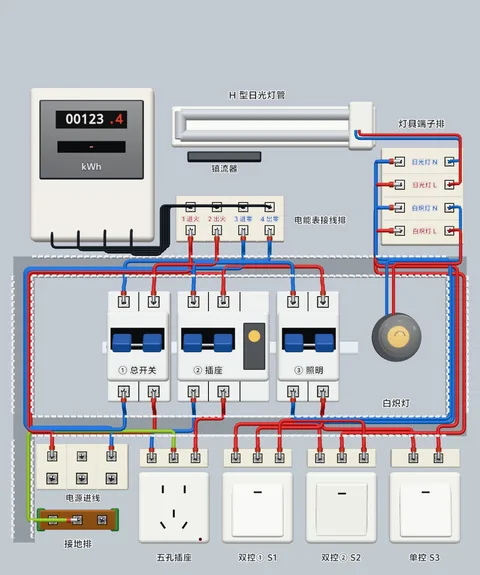 H 型日光灯管
灯具端子排
00123 .4
-
kWh
镇流器
日光灯 N
日光灯 L
白炽灯 N
白炽灯 L
1 进火 2 出火 3 进零 4 出零
电能表接线排
① 总开关
② 插座
③ 照明
白炽灯
电源进线
接地排
五孔插座
双控① S1
双控② S2
单控 S3